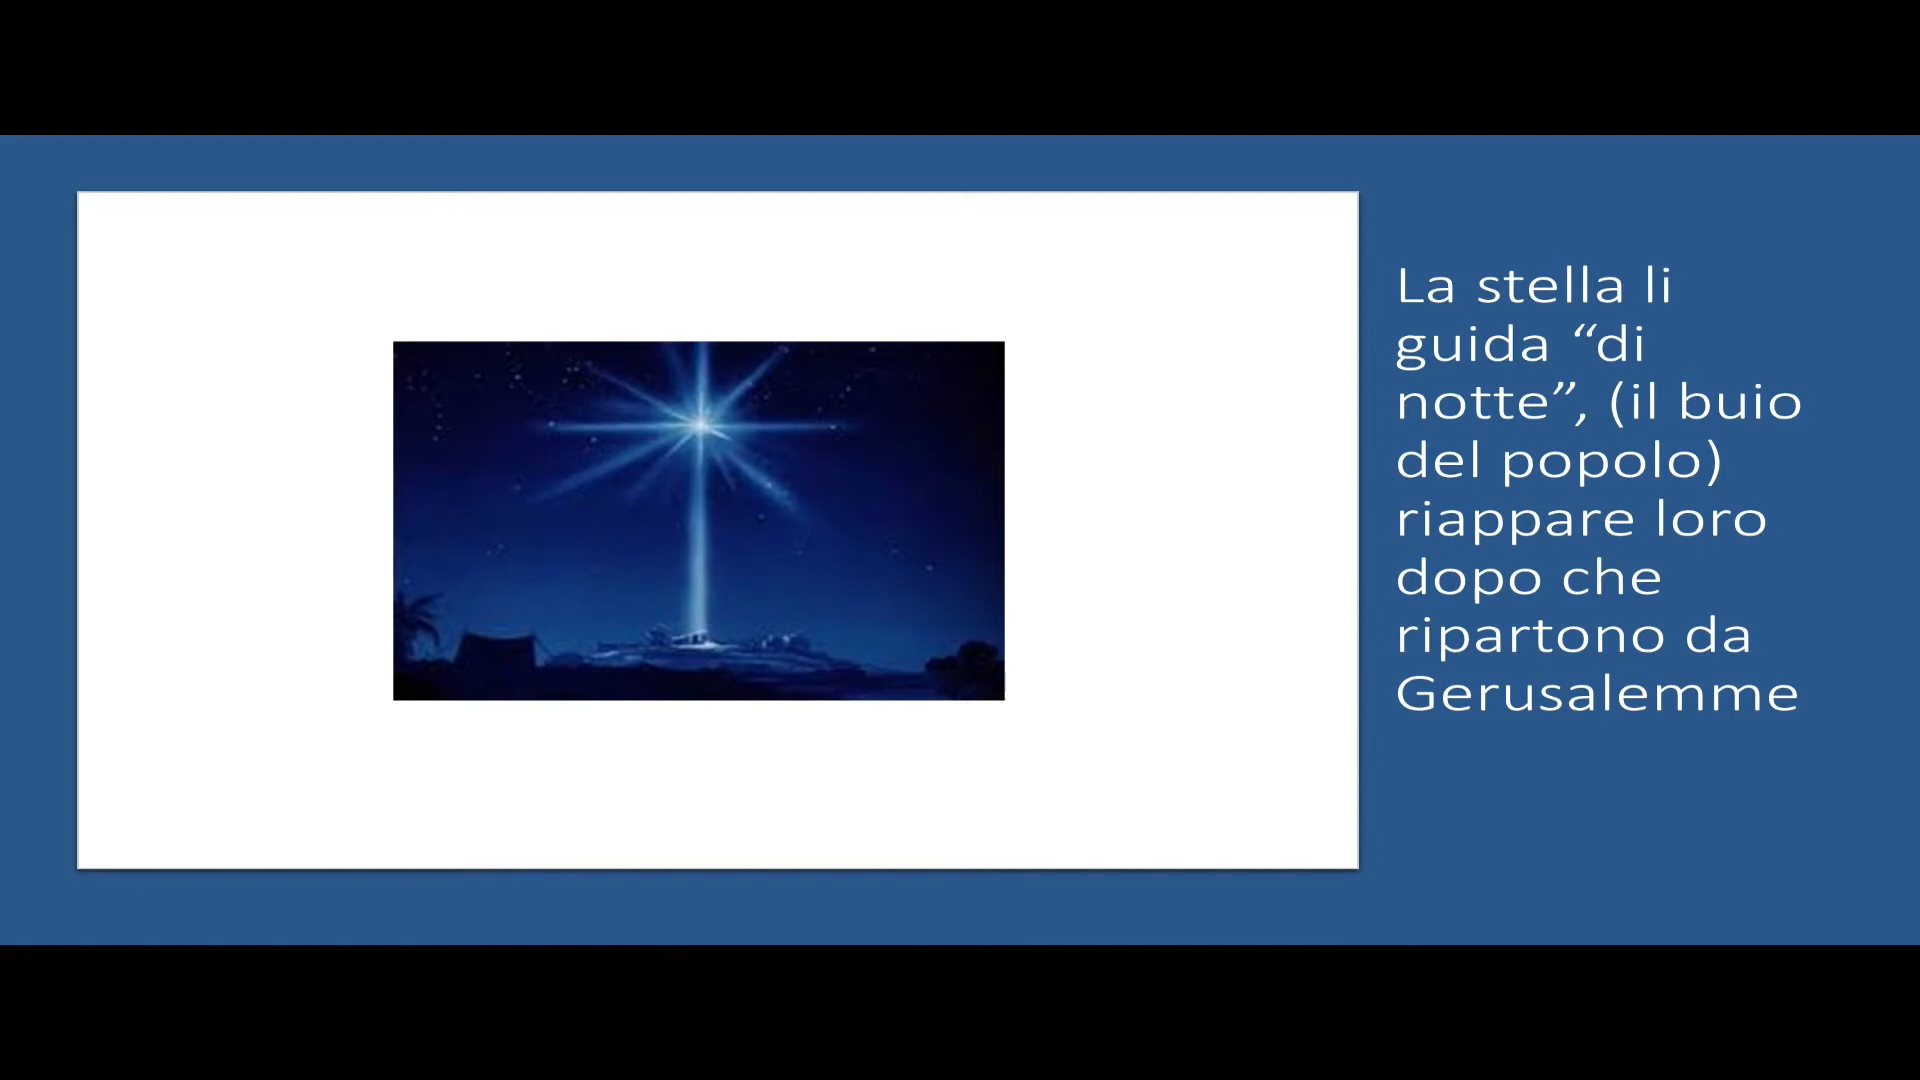 La stella li
guida “di
notte”, (il buio
del popolo)
riappare loro
dopo che
ripartono da
Gerusalemme